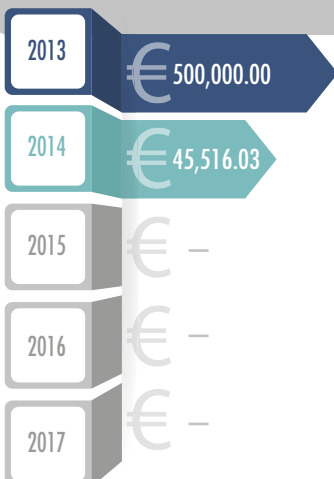 2013 € 500,000.00
2014 € 45,516.03
2015 € –
2016 € –
2017 € –